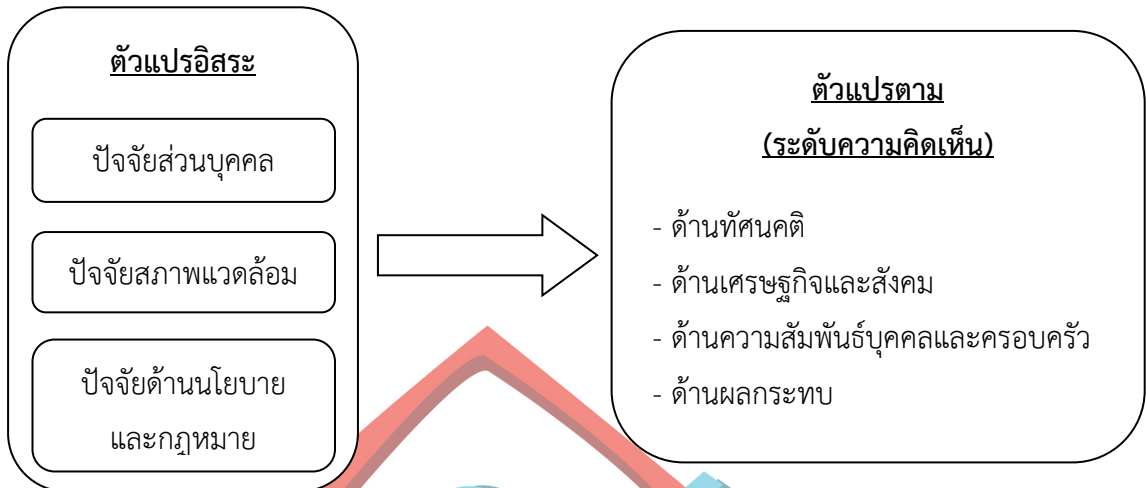 ตัวแปรอิสระ
ปัจจัยส่วนบุคคล
ปัจจัยสภาพแวดล้อม
ปัจจัยด้านนโยบาย
และกฎหมาย
ตัวแปรตาม
(ระดับความคิดเห็น)
- ด้านทัศนคติ
- ด้านเศรษฐกิจและสังคม
- ด้านความสัมพันธ์บุคคลและครอบครัว
- ด้านผลกระทบ